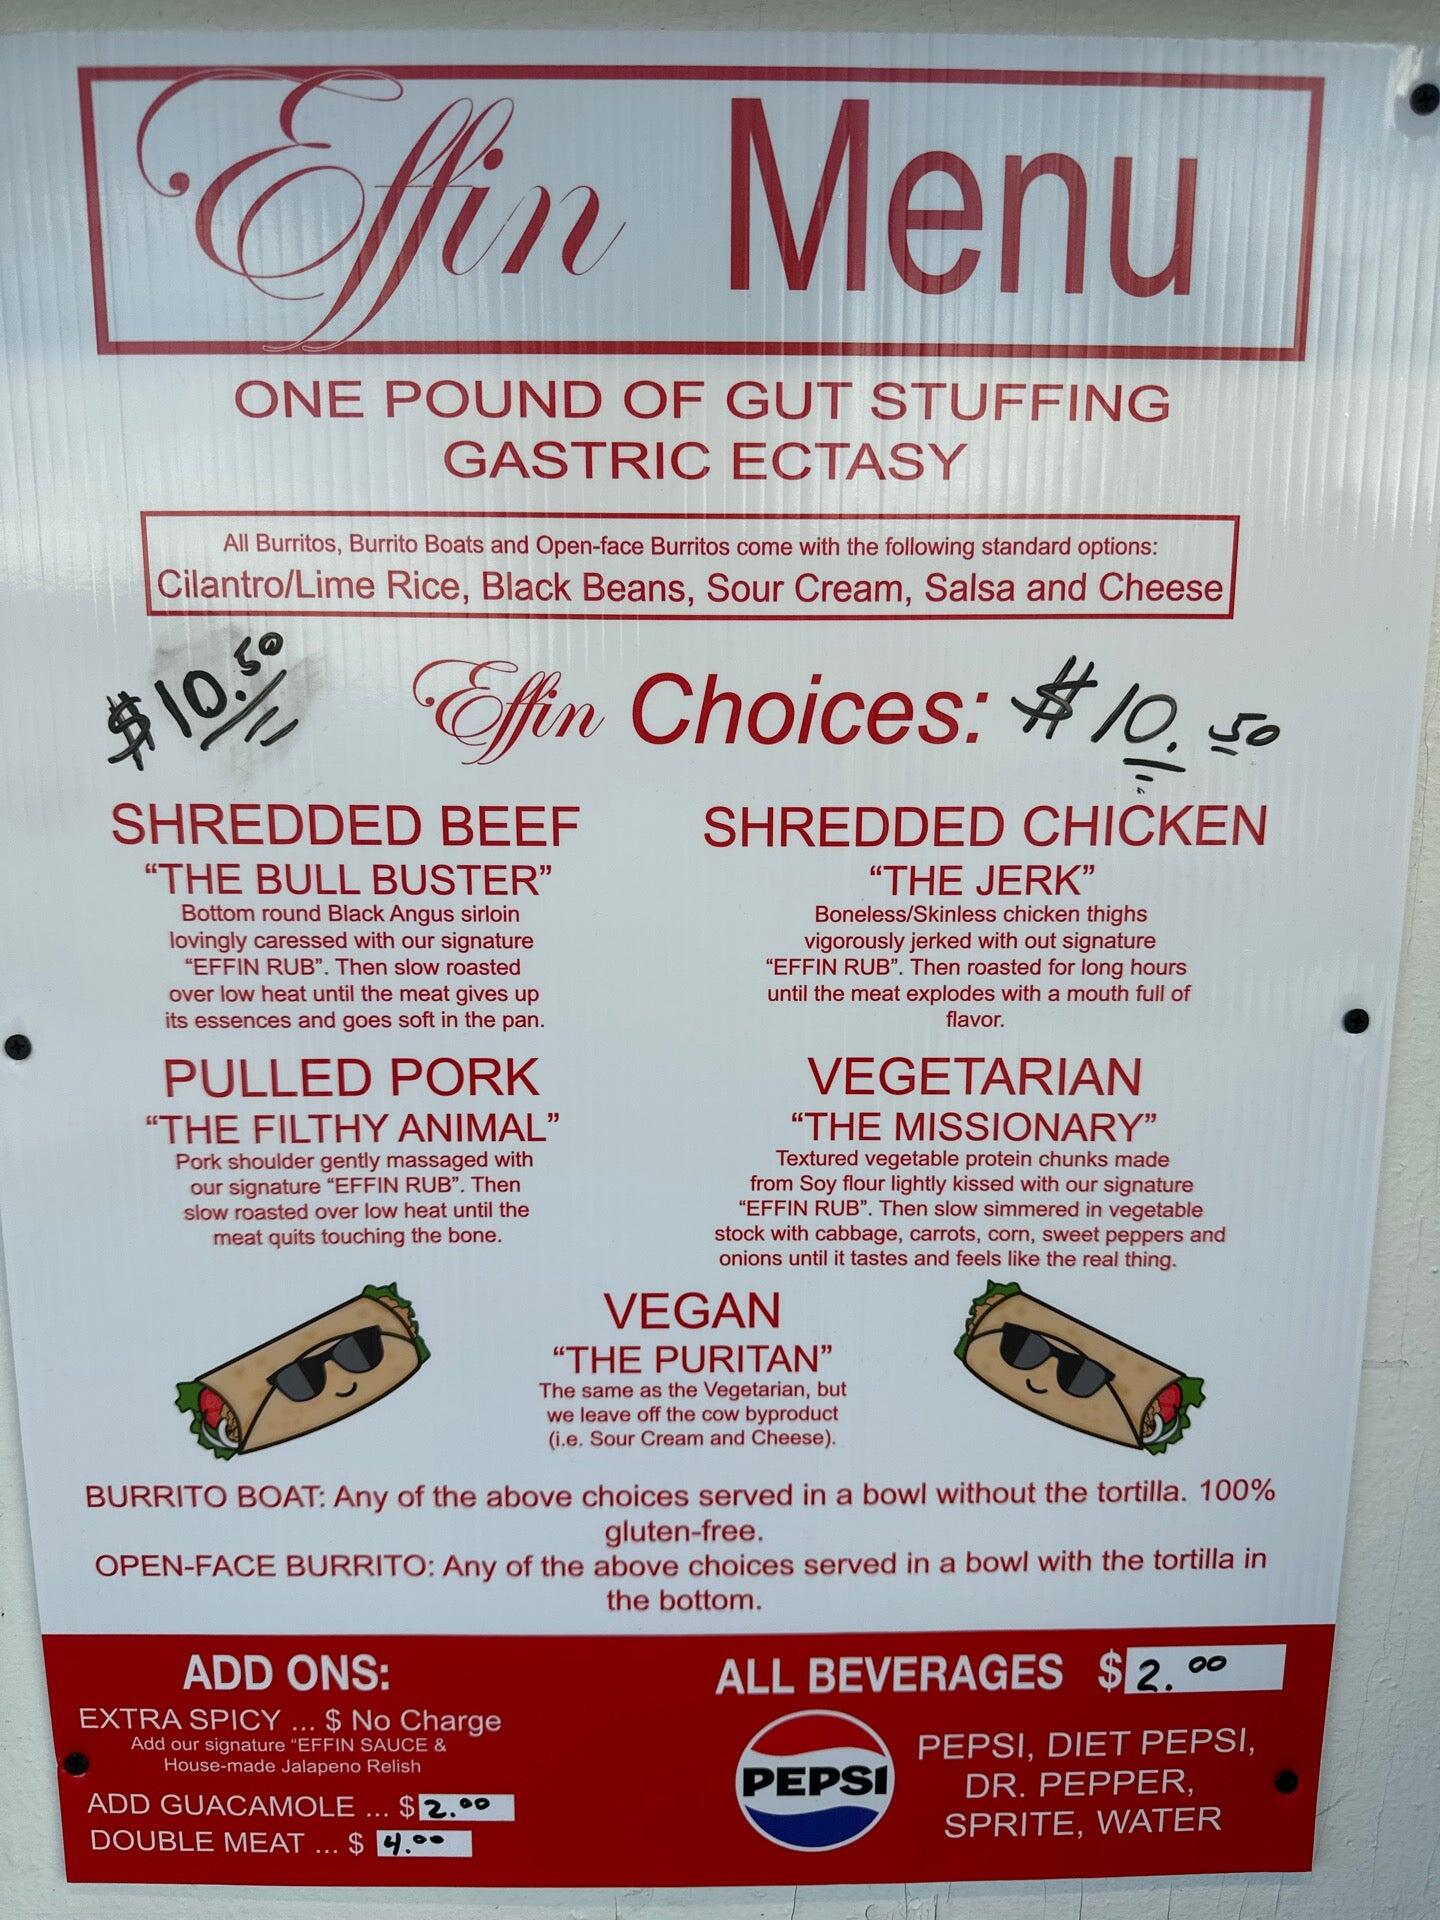 Effin Menu
ONE POUND OF GUT STUFFING
GASTRIC ECTASY
All Burritos, Burrito Boats and Open-face Burritos come with the following standard options:
Cilantro/Lime Rice, Black Beans, Sour Cream, Salsa and Cheese
$10.50
Effin Choices: $10.50
SHREDDED BEEF
"THE BULL BUSTER"
Bottom round Black Angus sirloin
lovingly caressed with our signature
"EFFIN RUB". Then slow roasted
over low heat until the meat gives up
its essences and goes soft in the pan.
SHREDDED CHICKEN
"THE JERK"
Boneless/Skinless chicken thighs
vigorously jerked with out signature
"EFFIN RUB". Then roasted for long hours
until the meat explodes with a mouth full of
flavor.
PULLED PORK
"THE FILTHY ANIMAL"
Pork shoulder gently massaged with
our signature "EFFIN RUB". Then
slow roasted over low heat until the
meat quits touching the bone.
VEGETARIAN
"THE MISSIONARY"
Textured vegetable protein chunks made
from Soy flour lightly kissed with our signature
"EFFIN RUB". Then slow simmered in vegetable
stock with cabbage, carrots, corn, sweet peppers and
onions until it tastes and feels like the real thing.
VEGAN
"THE PURITAN"
The same as the Vegetarian, but
we leave off the cow byproduct
(i.e. Sour Cream and Cheese).
BURRITO BOAT: Any of the above choices served in a bowl without the tortilla. 100%
gluten-free.
OPEN-FACE BURRITO: Any of the above choices served in a bowl with the tortilla in
the bottom.
ADD ONS:
EXTRA SPICY ... $ No Charge
Add our signature "EFFIN SAUCE &
House-made Jalapeno Relish
ADD GUACAMOLE ... $2.00
DOUBLE MEAT ... $ 4.00
ALL BEVERAGES $2.00
PEPSI
PEPSI, DIET PEPSI,
DR. PEPPER,
SPRITE, WATER